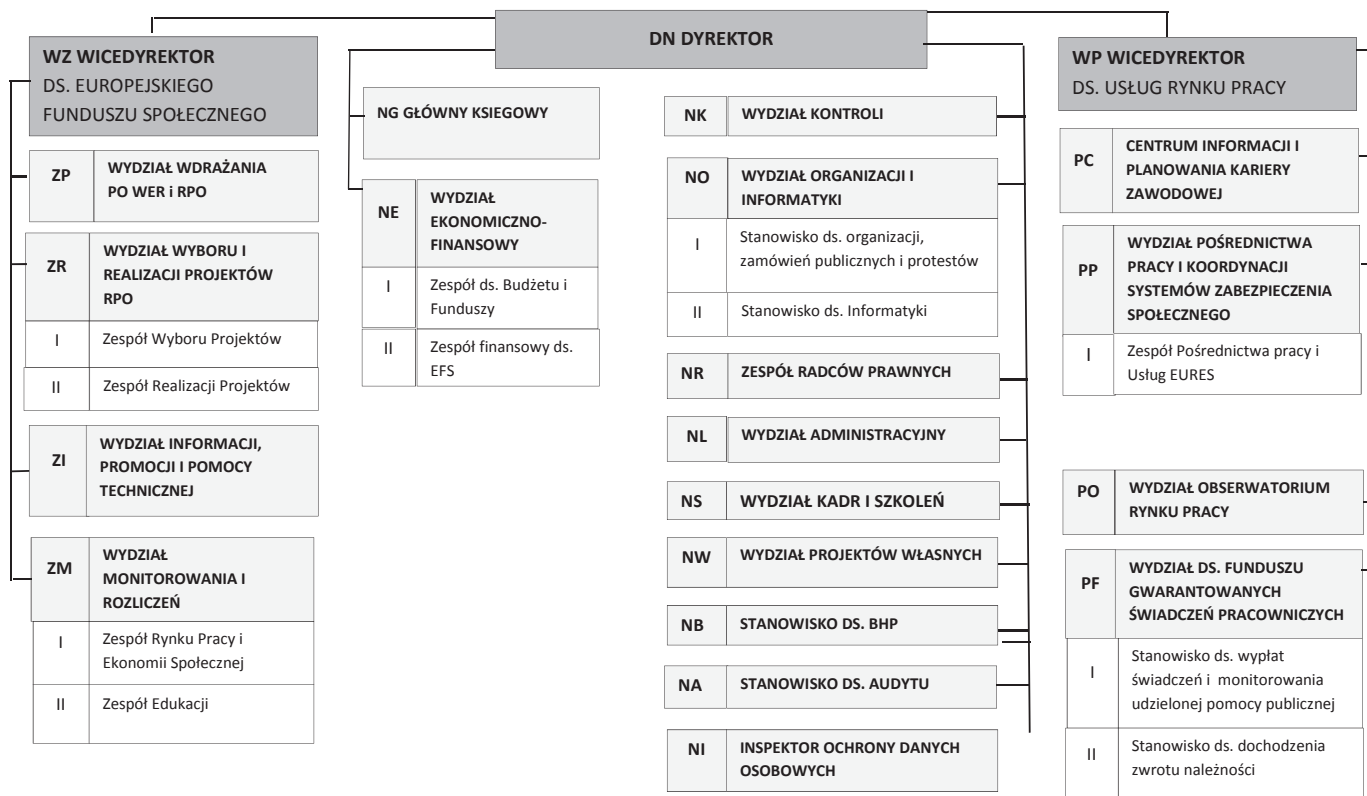 DN DYREKTOR
WZ WICEDYREKTOR
DS. EUROPEJSKIEGO
FUNDUSZU SPOŁECZNEGO
ZP
WYDZIAŁ WDRAŻANIA
PO WER i RPO
ZR
WYDZIAŁ WYBORU I
REALIZACJI PROJEKTÓW
RPO
I
Zespół Wyboru Projektów
II
Zespół Realizacji Projektów
ZI
WYDZIAŁ INFORMACJI,
PROMOCJI I POMOCY
TECHNICZNEJ
ZM
WYDZIAŁ
MONITOROWANIA I
ROZLICZEŃ
I
Zespół Rynku Pracy i
Ekonomii Społecznej
II
Zespół Edukacji
NG GŁÓWNY KSIEGOWY
NE
WYDZIAŁ
EKONOMICZNO-
FINANSOWY
I
Zespół ds. Budżetu i
Funduszy
II
Zespół finansowy ds.
EFS
NK
WYDZIAŁ KONTROLI
NO
WYDZIAŁ ORGANIZACJI I
INFORMATYKI
I
Stanowisko ds. organizacji,
zamówień publicznych i protestów
II
Stanowisko ds. Informatyki
NR
ZESPÓŁ RADCÓW PRAWNYCH
NL
WYDZIAŁ ADMINISTRACYJNY
NS
WYDZIAŁ KADR I SZKOLEŃ
NW
WYDZIAŁ PROJEKTÓW WŁASNYCH
NB
STANOWISKO DS. BHP
NA
STANOWISKO DS. AUDYTU
NI
INSPEKTOR OCHRONY DANYCH
OSOBOWYCH
WP WICEDYREKTOR
DS. USŁUG RYNKU PRACY
PC
CENTRUM INFORMACJI I
PLANOWANIA KARIERY
ZAWODOWEJ
PP
WYDZIAŁ POŚREDNICTWA
PRACY I KOORDYNACJI
SYSTEMÓW ZABEZPIECZENIA
SPOŁECZNEGO
I
Zespół Pośrednictwa pracy i
Usług EURES
PO
WYDZIAŁ OBSERWATORIUM
RYNKU PRACY
PF
WYDZIAŁ DS. FUNDUSZU
GWARANTOWANYCH
ŚWIADCZEŃ PRACOWNICZYCH
I
Stanowisko ds. wypłat
świadczeń i monitorowania
udzielonej pomocy publicznej
II
Stanowisko ds. dochodzenia
zwrotu należności